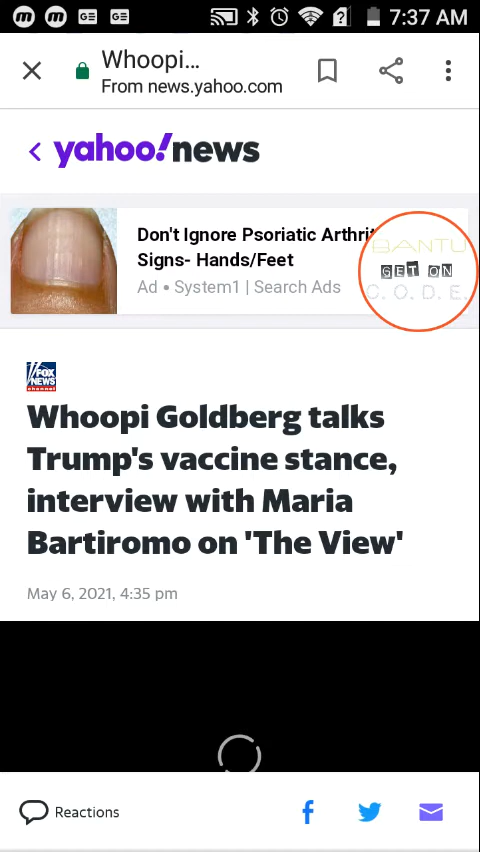 7:37 AM
Whoopi...
From news.yahoo.com
yahoo!news
Don't Ignore Psoriatic Arthrit
Signs- Hands/Feet
Ad • System1 | Search Ads
BANTU
GET ON
C.O.D.E.
FOX
NEWS
channel
Whoopi Goldberg talks
Trump's vaccine stance,
interview with Maria
Bartiromo on 'The View'
May 6, 2021, 4:35 pm
Reactions